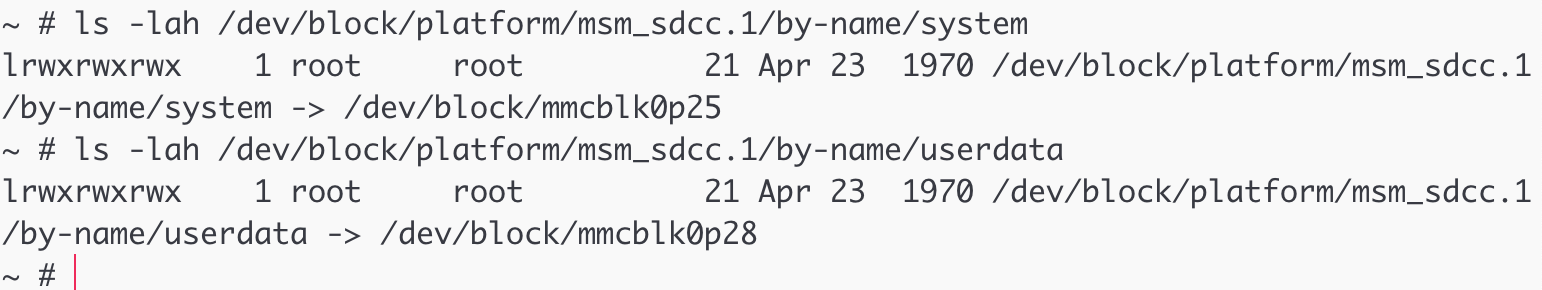 ~ # ls -lah /dev/block/platform/msm_sdcc.1/by-name/system
lrwxrwxrwx    1 root     root          21 Apr 23  1970 /dev/block/platform/msm_sdcc.1
/by-name/system -> /dev/block/mmcblk0p25
~ # ls -lah /dev/block/platform/msm_sdcc.1/by-name/userdata
lrwxrwxrwx    1 root     root          21 Apr 23  1970 /dev/block/platform/msm_sdcc.1
/by-name/userdata -> /dev/block/mmcblk0p28
~ #